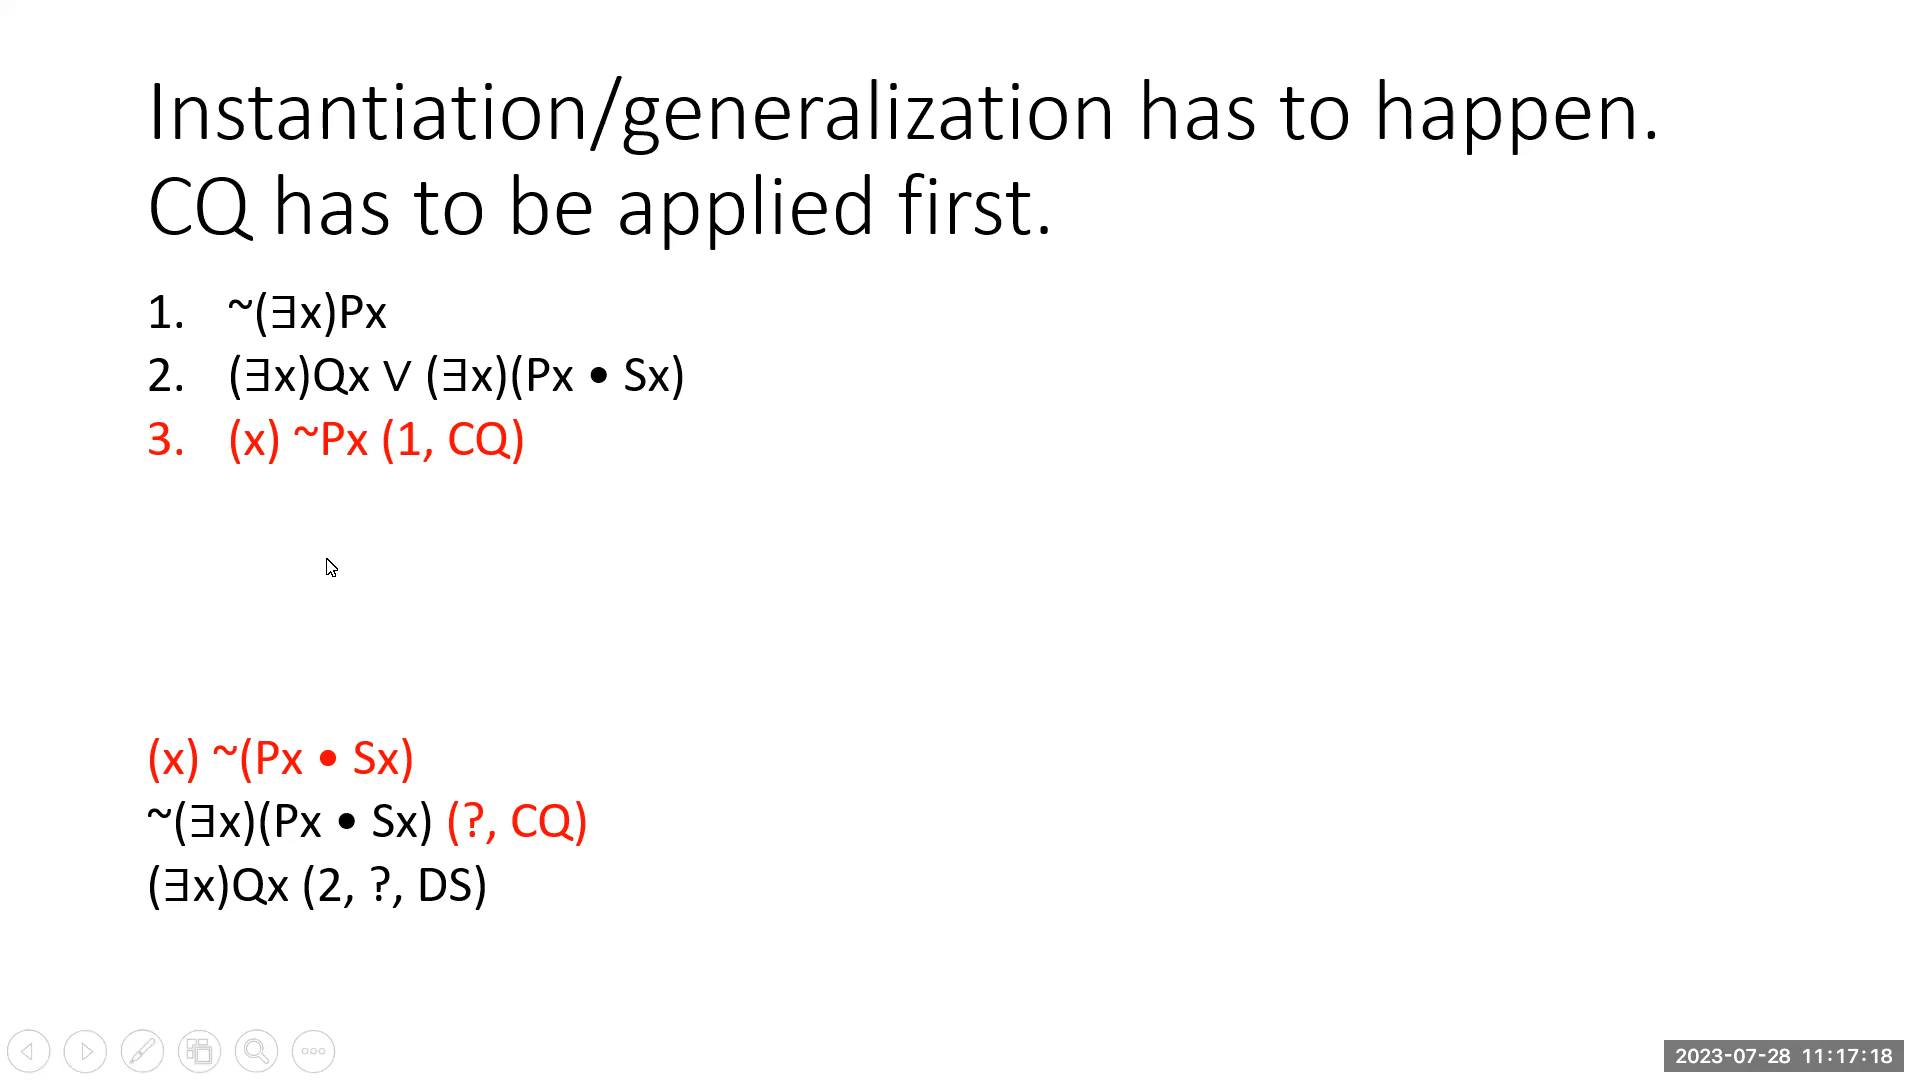 Instantiation/generalization has to happen.
CQ has to be applied first.
1. ~(∃x)Px
2. (∃x)Qx ∨ (∃x)(Px • Sx)
3. (x) ~Px (1, CQ)
(x) ~(Px • Sx)
~(∃x)(Px • Sx) (?, CQ)
(∃x)Qx (2, ?, DS)
2023-07-28 11:17:18